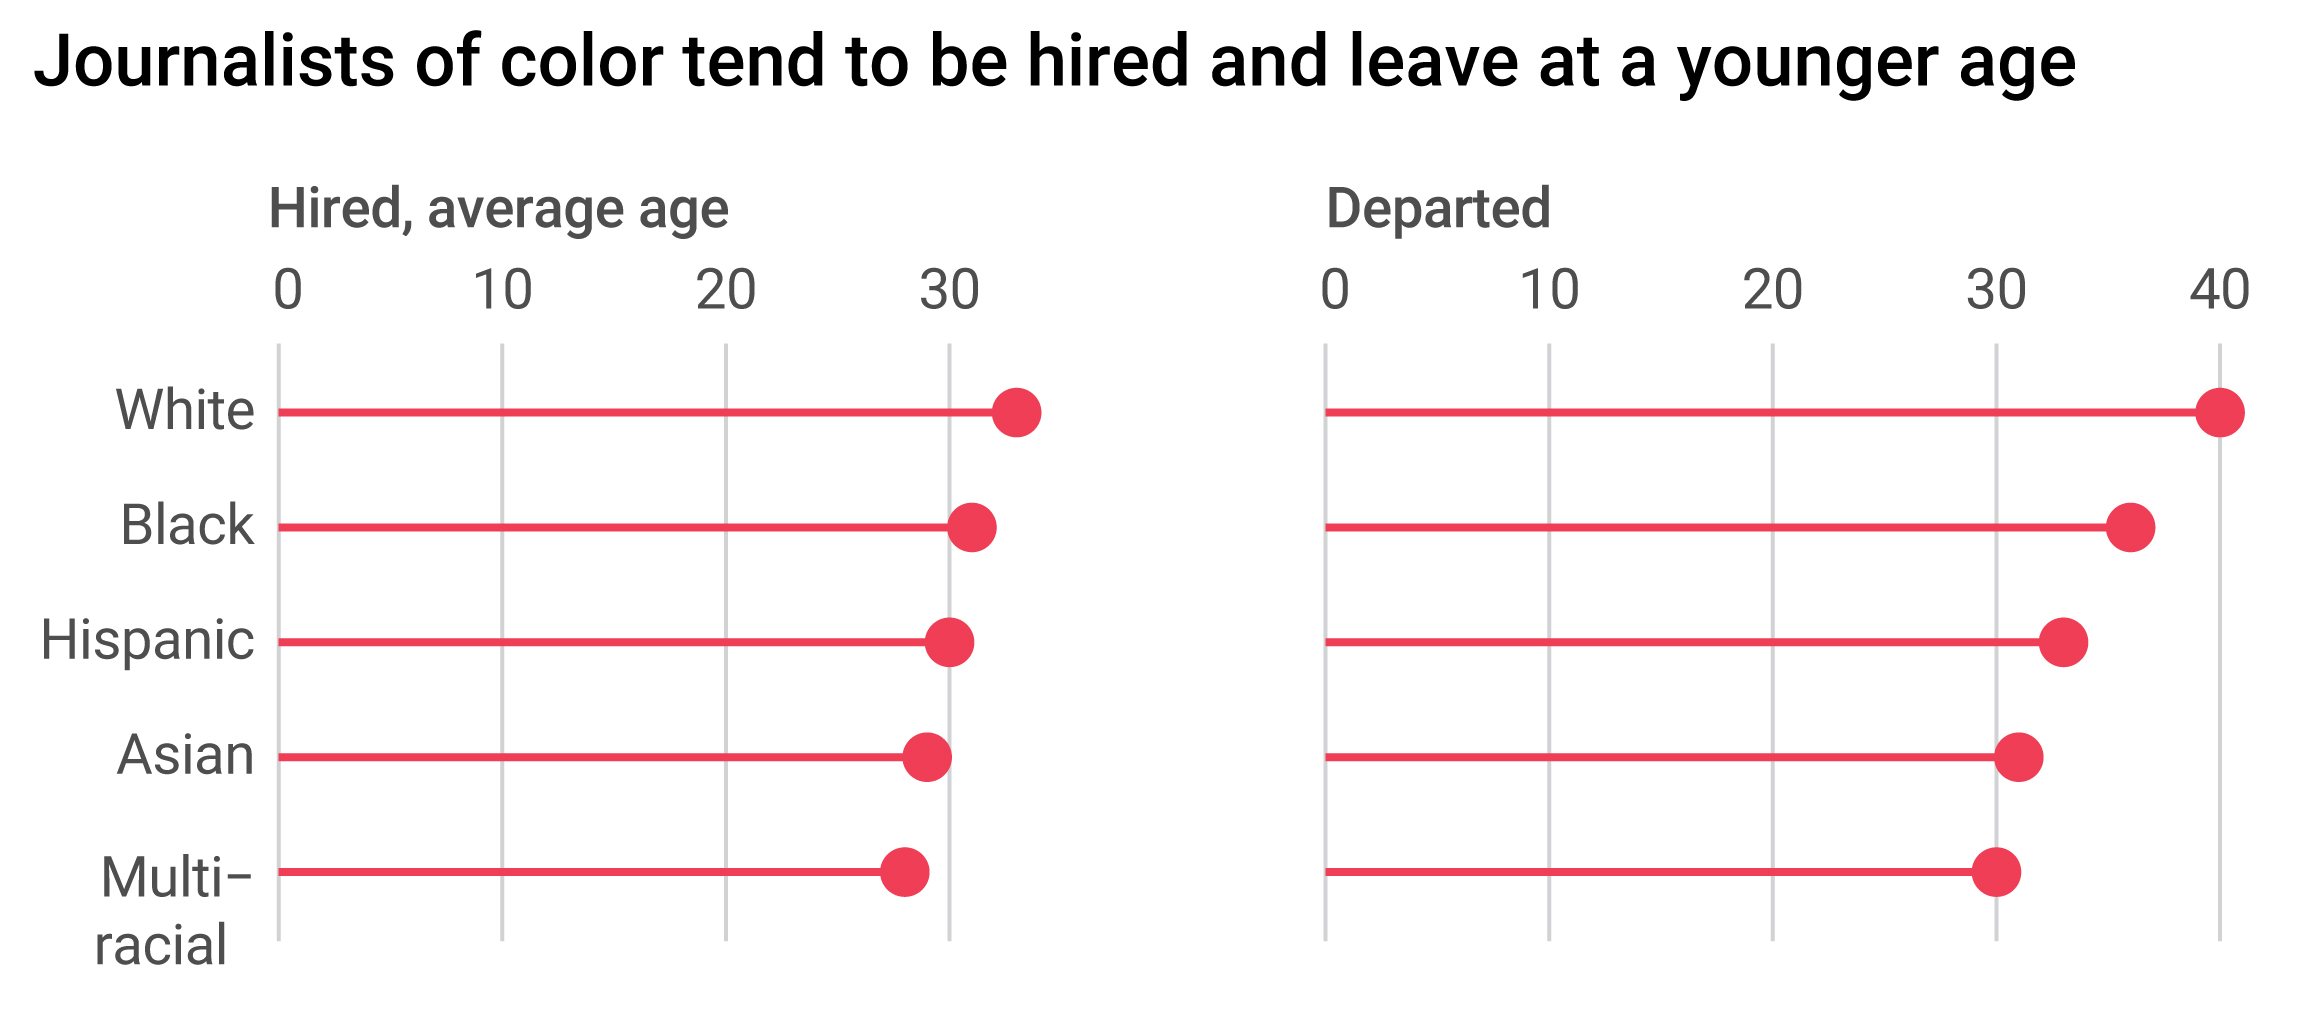 Journalists of color tend to be hired and leave at a younger age
Hired, average age
0 10 20 30
Departed
0 10 20 30 40
White
Black
Hispanic
Asian
Multi–
racial